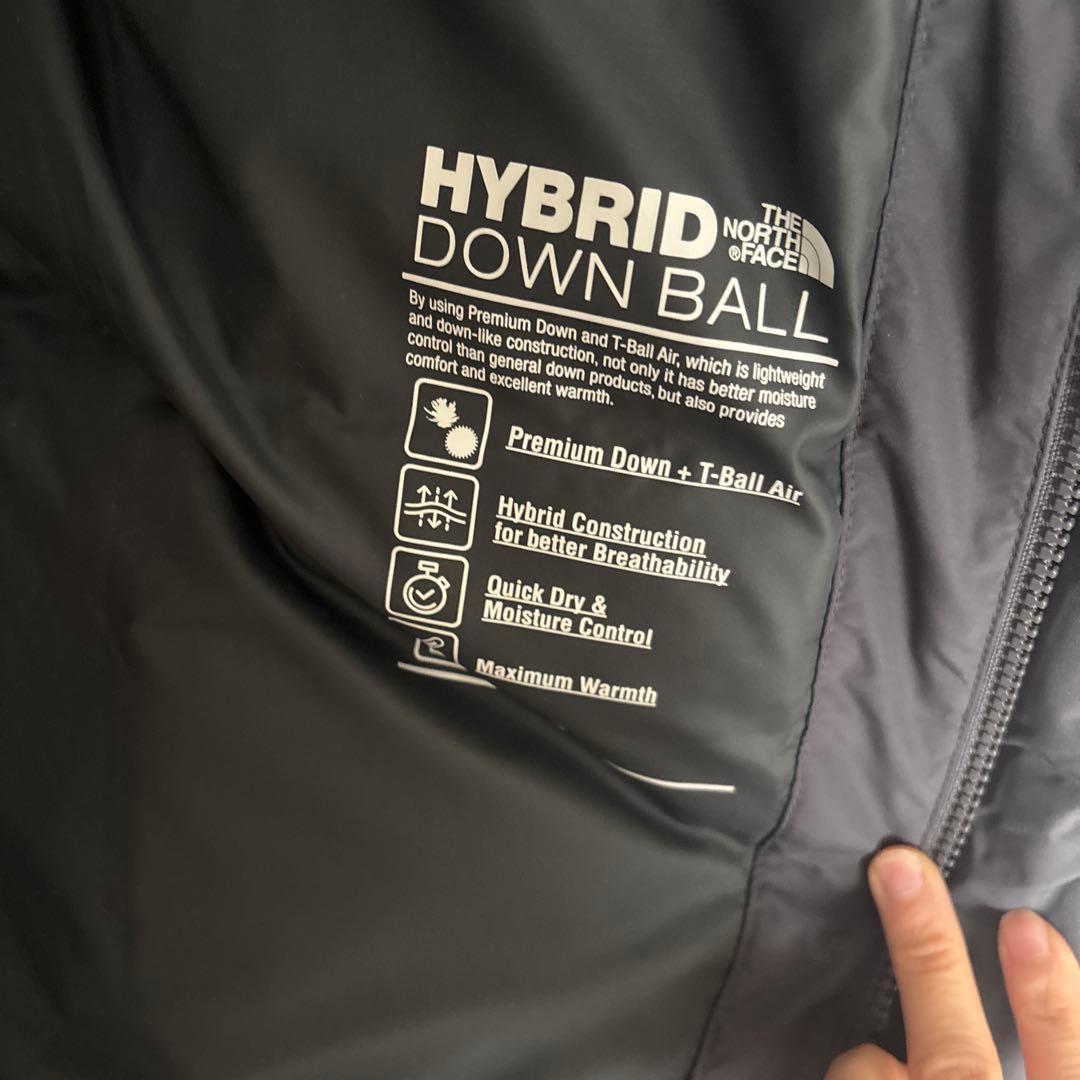 HYBRID
DOWN BALL
THE
NORTH
®FACE
By using Premium Down and T-Ball Air, which is lightweight
and down-like construction, not only it has better moisture
control than general down products, but also provides
comfort and excellent warmth.
Premium Down + T-Ball Air
Hybrid Construction
for better Breathability
Quick Dry &
Moisture Control
Maximum Warmth